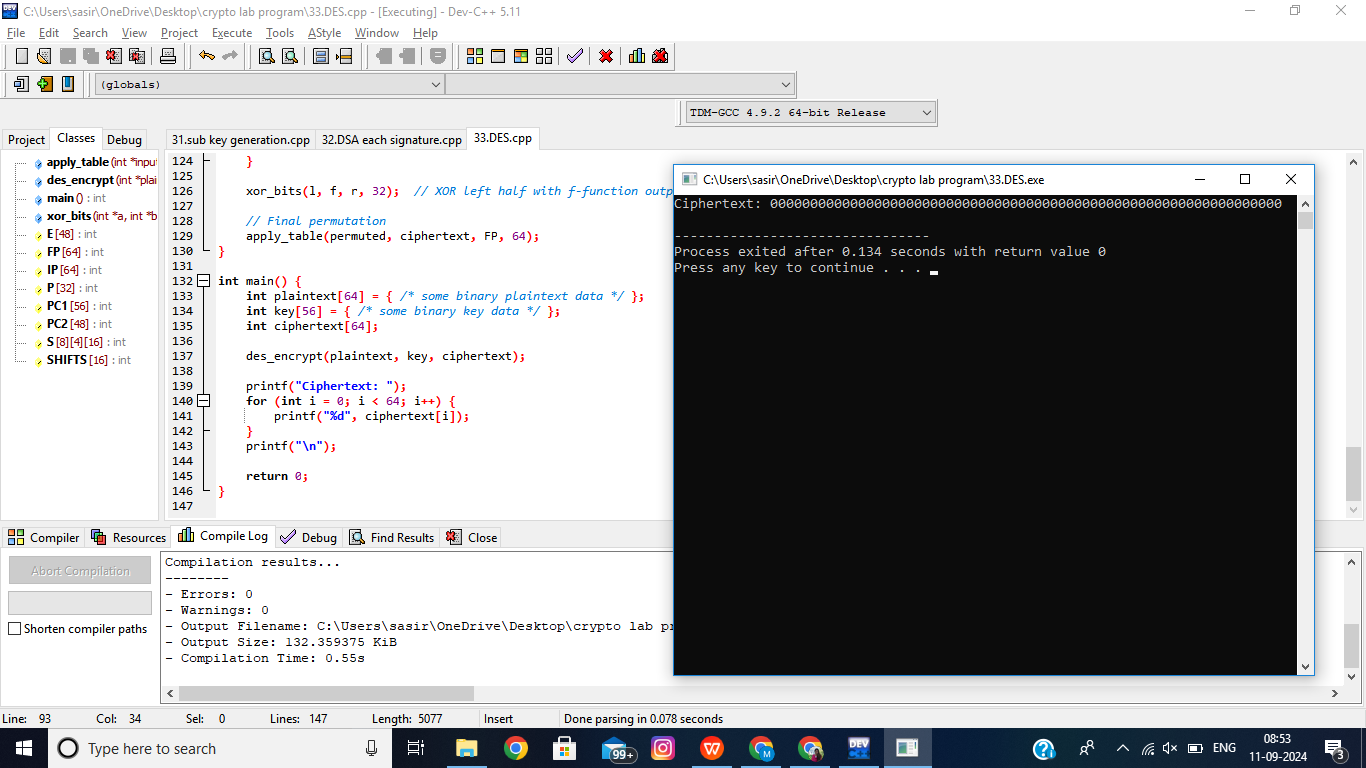 C:\Users\sasir\OneDrive\Desktop\crypto lab program\33.DES.cpp - [Executing] - Dev-C++ 5.11
File Edit Search View Project Execute Tools AStyle Window Help
(globals)
TDM-GCC 4.9.2 64-bit Release
Project Classes Debug
31.sub key generation.cpp 32.DSA each signature.cpp 33.DES.cpp
apply_table (int *input
des_encrypt (int *plai
main () : int
xor_bits (int *a, int *b
E [48] : int
FP [64] : int
IP [64] : int
P [32] : int
PC1 [56] : int
PC2 [48] : int
S [8][4][16] : int
SHIFTS [16] : int
124 }
125
126 xor_bits(l, f, r, 32); // XOR left half with f-function outp
127
128 // Final permutation
129 apply_table(permuted, ciphertext, FP, 64);
130 }
131
132 int main() {
133 int plaintext[64] = { /* some binary plaintext data */ };
134 int key[56] = { /* some binary key data */ };
135 int ciphertext[64];
136
137 des_encrypt(plaintext, key, ciphertext);
138
139 printf("Ciphertext: ");
140 for (int i = 0; i < 64; i++) {
141 printf("%d", ciphertext[i]);
142 }
143 printf("\n");
144
145 return 0;
146 }
147
C:\Users\sasir\OneDrive\Desktop\crypto lab program\33.DES.exe
Ciphertext: 0000000000000000000000000000000000000000000000000000000000000000
--------------------------------
Process exited after 0.134 seconds with return value 0
Press any key to continue . . .
Compiler Resources Compile Log Debug Find Results Close
Abort Compilation
Shorten compiler paths
Compilation results...
--------
- Errors: 0
- Warnings: 0
- Output Filename: C:\Users\sasir\OneDrive\Desktop\crypto lab pr
- Output Size: 132.359375 KiB
- Compilation Time: 0.55s
Line: 93 Col: 34 Sel: 0 Lines: 147 Length: 5077 Insert Done parsing in 0.078 seconds
Type here to search
99+
ENG
08:53
11-09-2024
3